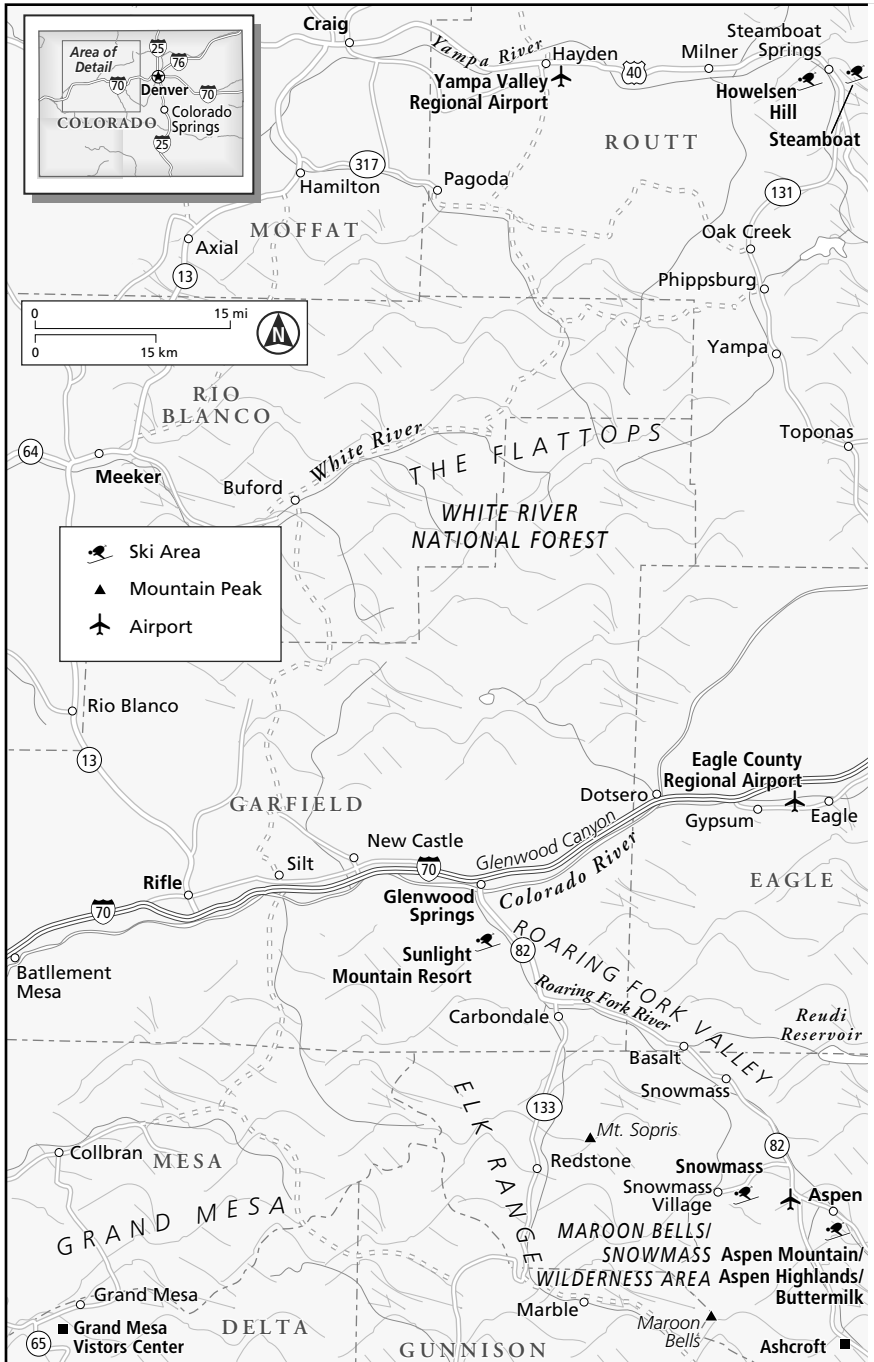 Area of
Detail
25
76
70
Denver
70
COLORADO
Colorado
Springs
25
Craig
Yampa River
Hayden
Milner
Steamboat
Springs
40
Yampa Valley
Regional Airport
Howelsen
Hill
Steamboat
ROUTT
317
Hamilton
Pagoda
131
MOFFAT
Axial
Oak Creek
13
Phippsburg
0
15 mi
0
15 km
N
Yampa
RIO
BLANCO
Toponas
64
Meeker
White River
THE FLATTOPS
Buford
WHITE RIVER
NATIONAL FOREST
Ski Area
Mountain Peak
Airport
Rio Blanco
13
Eagle County
Regional Airport
Dotsero
Gypsum
Eagle
GARFIELD
New Castle
Glenwood Canyon
Silt
70
Colorado River
Rifle
Glenwood
Springs
EAGLE
70
Batllement
Mesa
82
Sunlight
Mountain Resort
ROARING FORK VALLEY
Roaring Fork River
Carbondale
Reudi
Reservoir
Basalt
Snowmass
ELK RANGE
133
Mt. Sopris
82
Collbran
MESA
Redstone
Snowmass
Snowmass
Village
Aspen
GRAND MESA
MAROON BELLS/
SNOWMASS
WILDERNESS AREA
Aspen Mountain/
Aspen Highlands/
Buttermilk
Grand Mesa
Marble
Maroon
Bells
65
Grand Mesa
Vistors Center
DELTA
GUNNISON
Ashcroft